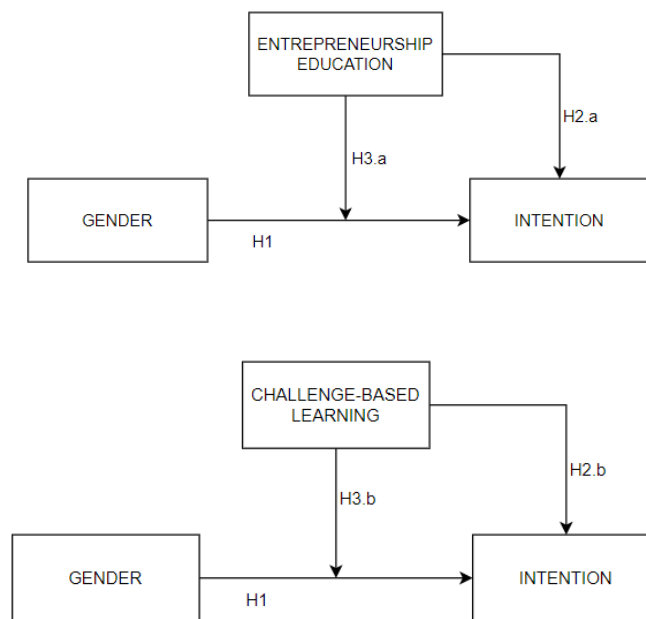 ENTREPRENEURSHIP
EDUCATION
H2.a
H3.a
GENDER
INTENTION
H1
CHALLENGE-BASED
LEARNING
H2.b
H3.b
GENDER
INTENTION
H1